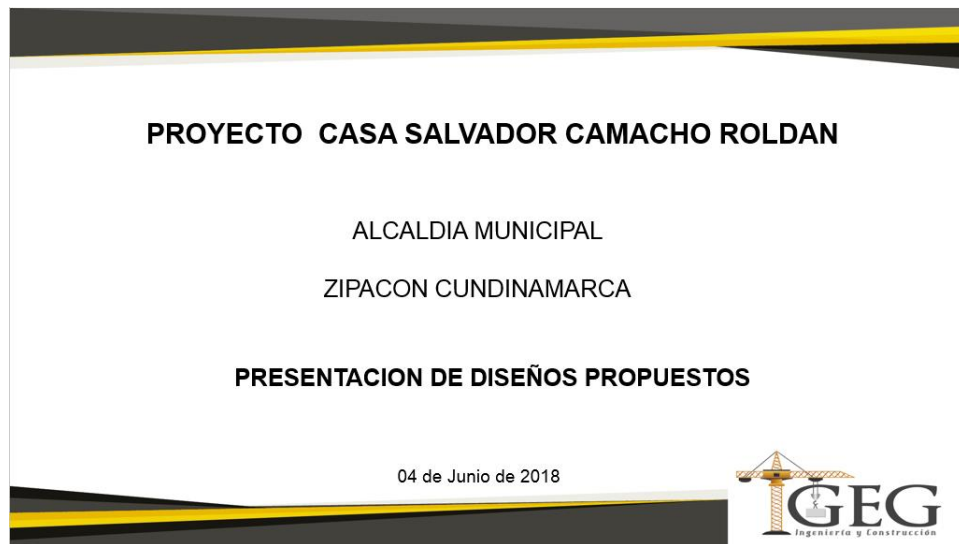 PROYECTO CASA SALVADOR CAMACHO ROLDAN
ALCALDIA MUNICIPAL
ZIPACON CUNDINAMARCA
PRESENTACION DE DISEÑOS PROPUESTOS
04 de Junio de 2018
GEG
Ingeniería y Construcción